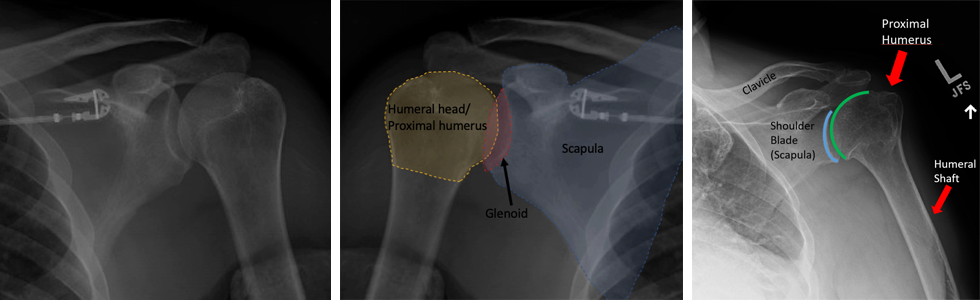 Humeral head/
Proximal humerus
Scapula
Glenoid
Proximal
Humerus
Clavicle
L
JFS
Shoulder
Blade
(Scapula)
Humeral
Shaft